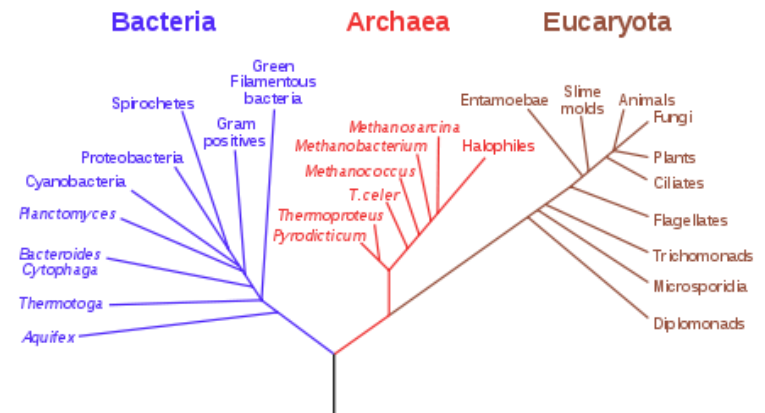 Bacteria
Archaea
Eucaryota
Green
Filamentous
bacteria
Spirochetes
Gram
positives
Proteobacteria
Cyanobacteria
Planctomyces
Bacteroides
Cytophaga
Thermotoga
Aquifex
Methanosarcina
Methanobacterium
Halophiles
Methanococcus
T.celer
Thermoproteus
Pyrodicticum
Entamoebae
Slime
molds
Animals
Fungi
Plants
Ciliates
Flagellates
Trichomonads
Microsporidia
Diplomonads